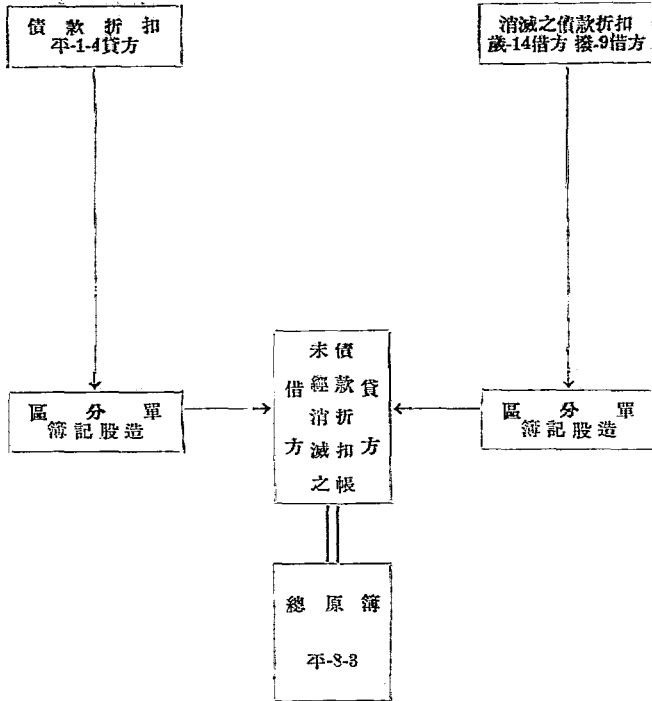 債款折扣
平-1-4貸方
消滅之債款折扣
歲-14借方 撥-9借方
區分單
簿記股造
借方
未經消滅之
債款折扣帳
貸方
區分單
簿記股造
總原簿
平-8-3